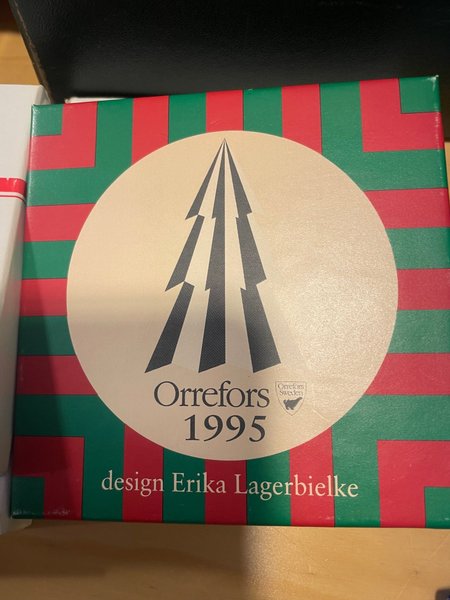 Orrefors
1995
Orrefors
Sweden
design Erika Lagerbielke